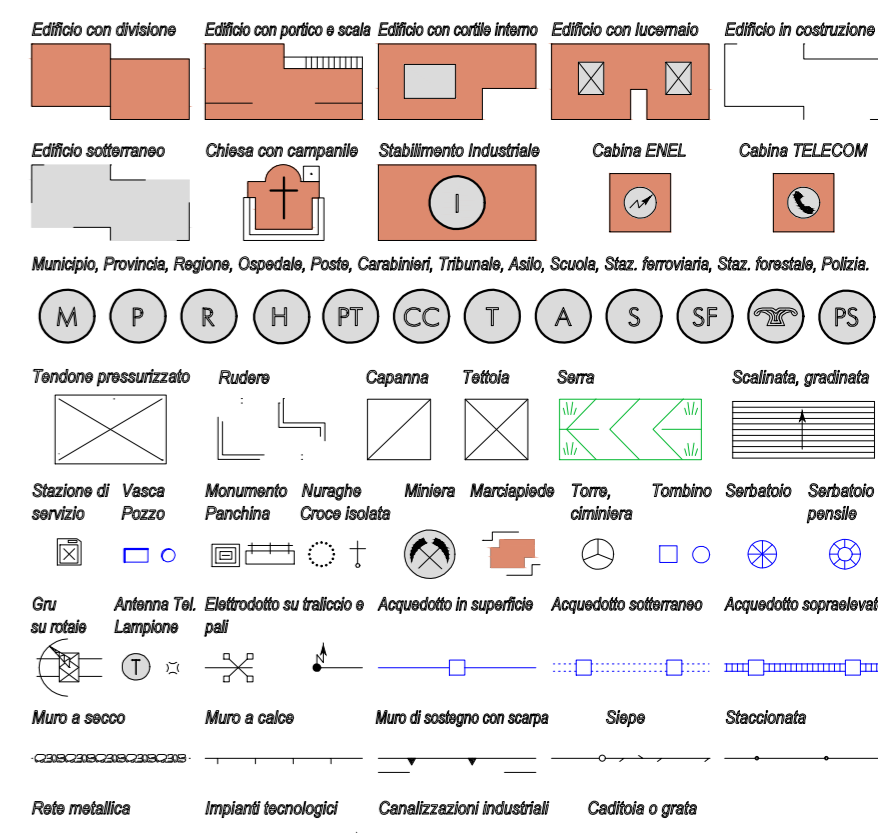 Edificio con divisione Edificio con portico e scala Edificio con cortile interno Edificio con lucernaio Edificio in costruzione
Edificio sotterraneo Chiesa con campanile Stabilimento Industriale Cabina ENEL Cabina TELECOM
I
Municipio, Provincia, Regione, Ospedale, Poste, Carabinieri, Tribunale, Asilo, Scuola, Staz. ferroviaria, Staz. forestale, Polizia.
M P R H PT CC T A S SF PS
Tendone pressurizzato Rudere Capanna Tettoia Serra Scalinata, gradinata
Stazione di Vasca Monumento Nuraghe Miniera Marciapiede Torre, Tombino Serbatoio Serbatoio
servizio Pozzo Panchina Croce isolata ciminiera pensile
Gru Antenna Tel. Elettrodotto su traliccio e Acquedotto in superficie Acquedotto sotterraneo Acquedotto sopraelevat
su rotaie Lampione pali
T
Muro a secco Muro a calce Muro di sostegno con scarpa Siepe Staccionata
Rete metallica Impianti tecnologici Canalizzazioni industriali Caditoia o grata